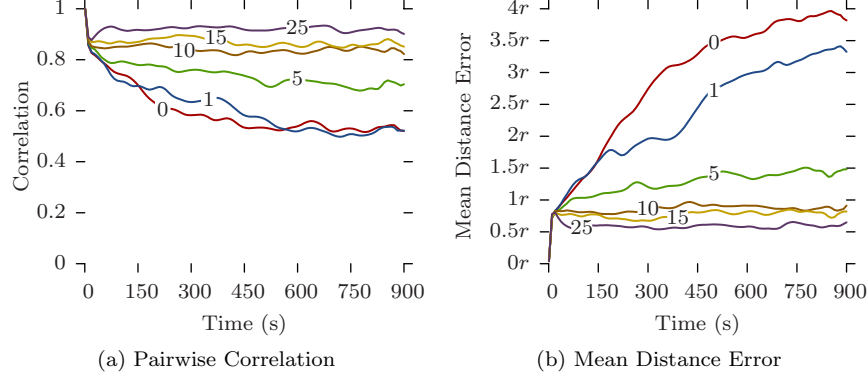 1
0.8
0.6
0.4
0.2
0
Correlation
25
15
10
5
1
0
0 150 300 450 600 750 900
Time (s)
(a) Pairwise Correlation
4r
3.5r
3r
2.5r
2r
1.5r
1r
0.5r
0r
Mean Distance Error
0
1
5
10
15
25
0 150 300 450 600 750 900
Time (s)
(b) Mean Distance Error